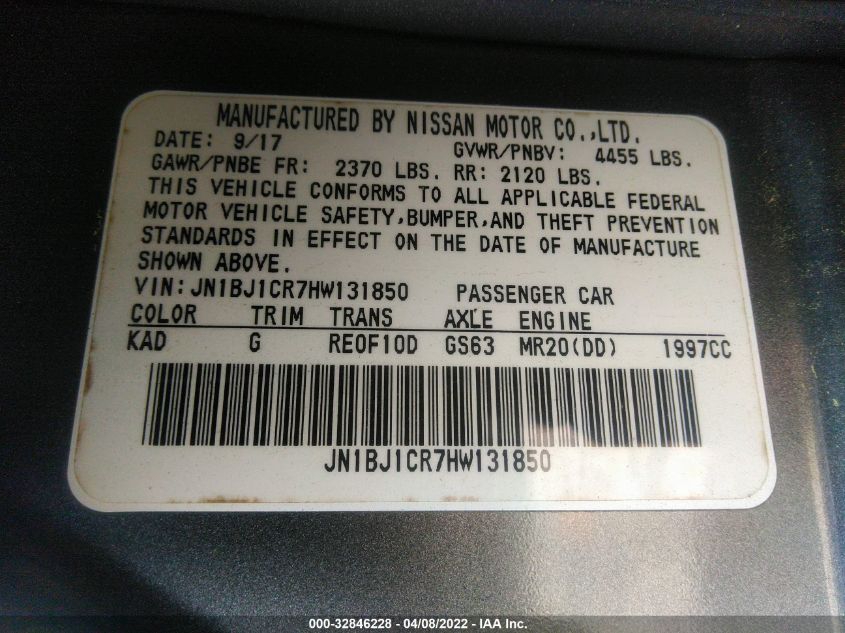 MANUFACTURED BY NISSAN MOTOR CO.,LTD.
DATE: 9/17 GVWR/PNBV: 4455 LBS.
GAWR/PNBE FR: 2370 LBS. RR: 2120 LBS.
THIS VEHICLE CONFORMS TO ALL APPLICABLE FEDERAL
MOTOR VEHICLE SAFETY,BUMPER,AND THEFT PREVENTION
STANDARDS IN EFFECT ON THE DATE OF MANUFACTURE
SHOWN ABOVE.
VIN:JN1BJ1CR7HW131850 PASSENGER CAR
COLOR TRIM TRANS AXLE ENGINE
KAD G RE0F10D GS63 MR20(DD) 1997CC
JN1BJ1CR7HW131850
000-32846228 - 04/08/2022 - IAA Inc.